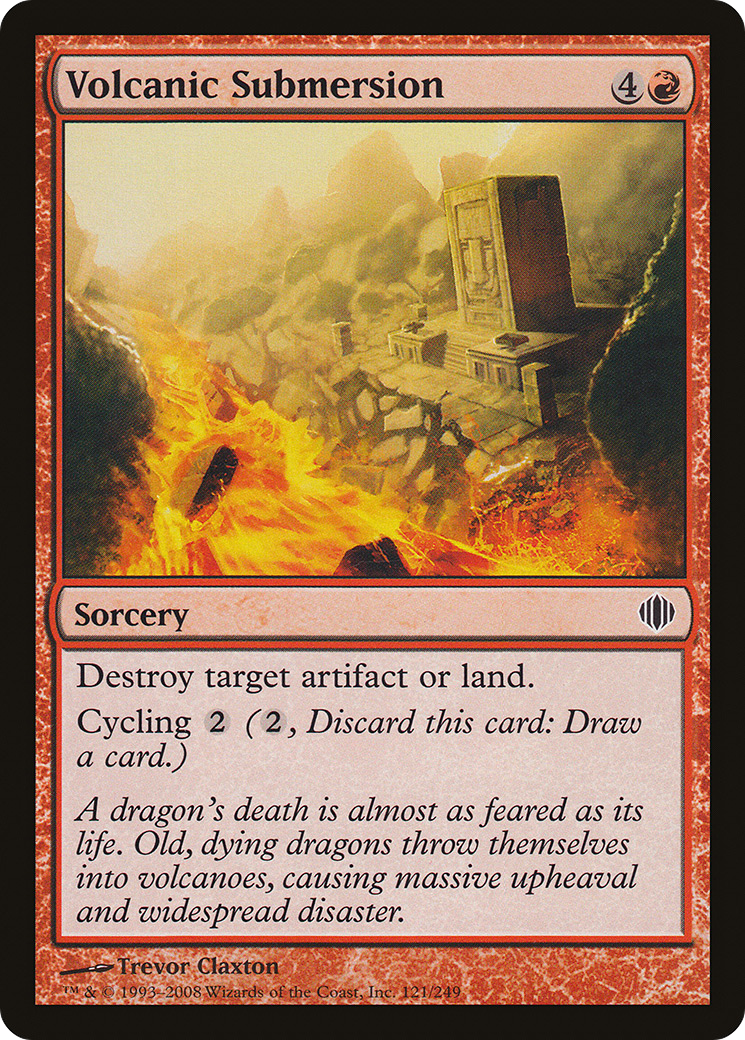 Volcanic Submersion 4
Sorcery
Destroy target artifact or land.
Cycling 2 (2, Discard this card: Draw
a card.)
A dragon's death is almost as feared as its
life. Old, dying dragons throw themselves
into volcanoes, causing massive upheaval
and widespread disaster.
Trevor Claxton
™ & © 1993–2008 Wizards of the Coast, Inc. 121/249